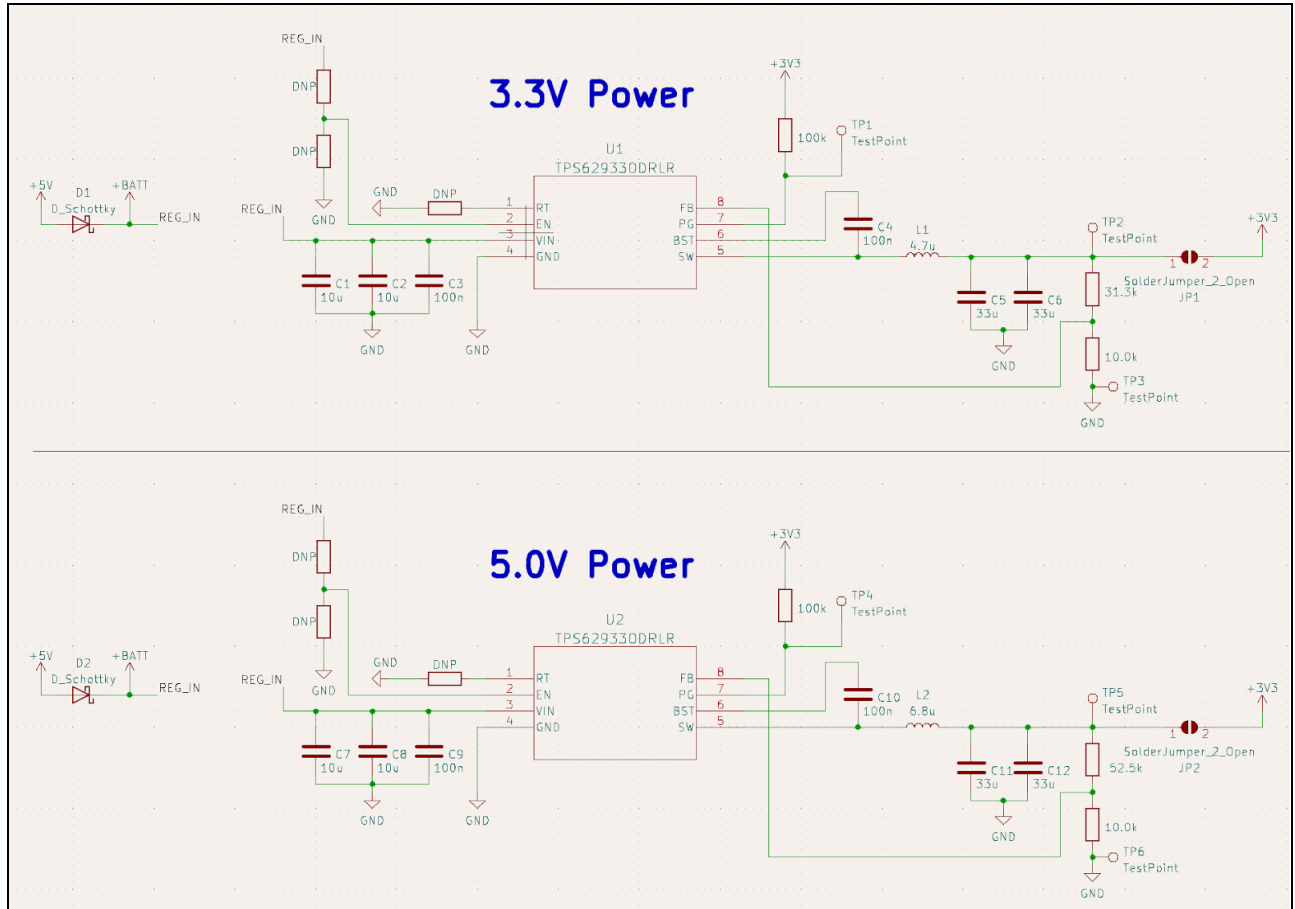 REG_IN
DNP
3.3V Power
+3V3
100k
TP1
TestPoint
DNP
U1
TPS629330DRLR
+5V
D1
D_Schottky
+BATT
REG_IN
GND
REG_IN
GND
DNP
1
RT
2
EN
3
VIN
4
GND
FB
8
PG
7
BST
6
SW
5
C4
100n
L1
4.7u
TP2
TestPoint
+3V3
1
2
SolderJumper_2_Open
JP1
C1
10u
C2
10u
C3
100n
C5
33u
C6
33u
31.3k
10.0k
GND
GND
GND
TP3
TestPoint
GND
REG_IN
DNP
5.0V Power
+3V3
100k
TP4
TestPoint
DNP
U2
TPS629330DRLR
+5V
D2
D_Schottky
+BATT
REG_IN
GND
REG_IN
GND
DNP
1
RT
2
EN
3
VIN
4
GND
FB
8
PG
7
BST
6
SW
5
C10
100n
L2
6.8u
TP5
TestPoint
+3V3
1
2
SolderJumper_2_Open
JP2
C7
10u
C8
10u
C9
100n
C11
33u
C12
33u
52.5k
10.0k
GND
GND
GND
TP6
TestPoint
GND